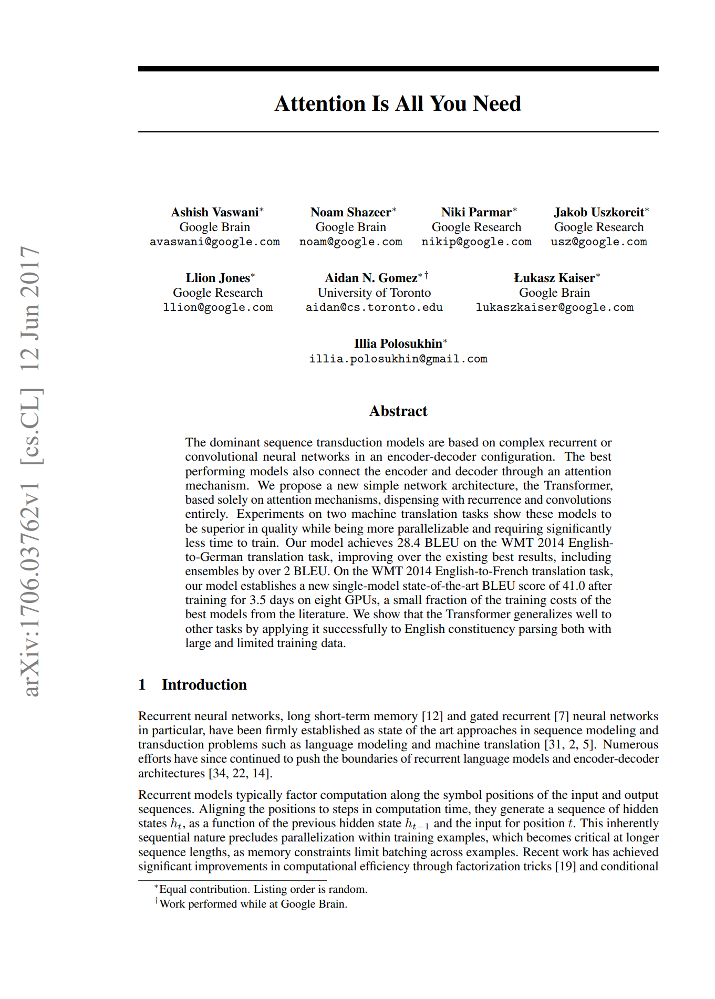 arXiv:1706.03762v1 [cs.CL] 12 Jun 2017
Attention Is All You Need
Ashish Vaswani∗ Noam Shazeer∗ Niki Parmar∗ Jakob Uszkoreit∗
Google Brain Google Brain Google Research Google Research
avaswani@google.com noam@google.com nikip@google.com usz@google.com
Llion Jones∗ Aidan N. Gomez∗ † Łukasz Kaiser∗
Google Research University of Toronto Google Brain
llion@google.com aidan@cs.toronto.edu lukaszkaiser@google.com
Illia Polosukhin∗
illia.polosukhin@gmail.com
Abstract
The dominant sequence transduction models are based on complex recurrent or
convolutional neural networks in an encoder-decoder configuration. The best
performing models also connect the encoder and decoder through an attention
mechanism. We propose a new simple network architecture, the Transformer,
based solely on attention mechanisms, dispensing with recurrence and convolutions
entirely. Experiments on two machine translation tasks show these models to
be superior in quality while being more parallelizable and requiring significantly
less time to train. Our model achieves 28.4 BLEU on the WMT 2014 English-
to-German translation task, improving over the existing best results, including
ensembles by over 2 BLEU. On the WMT 2014 English-to-French translation task,
our model establishes a new single-model state-of-the-art BLEU score of 41.0 after
training for 3.5 days on eight GPUs, a small fraction of the training costs of the
best models from the literature. We show that the Transformer generalizes well to
other tasks by applying it successfully to English constituency parsing both with
large and limited training data.
1 Introduction
Recurrent neural networks, long short-term memory [12] and gated recurrent [7] neural networks
in particular, have been firmly established as state of the art approaches in sequence modeling and
transduction problems such as language modeling and machine translation [31, 2, 5]. Numerous
efforts have since continued to push the boundaries of recurrent language models and encoder-decoder
architectures [34, 22, 14].
Recurrent models typically factor computation along the symbol positions of the input and output
sequences. Aligning the positions to steps in computation time, they generate a sequence of hidden
states hₜ, as a function of the previous hidden state hₜ₋₁ and the input for position t. This inherently
sequential nature precludes parallelization within training examples, which becomes critical at longer
sequence lengths, as memory constraints limit batching across examples. Recent work has achieved
significant improvements in computational efficiency through factorization tricks [19] and conditional
∗Equal contribution. Listing order is random.
†Work performed while at Google Brain.